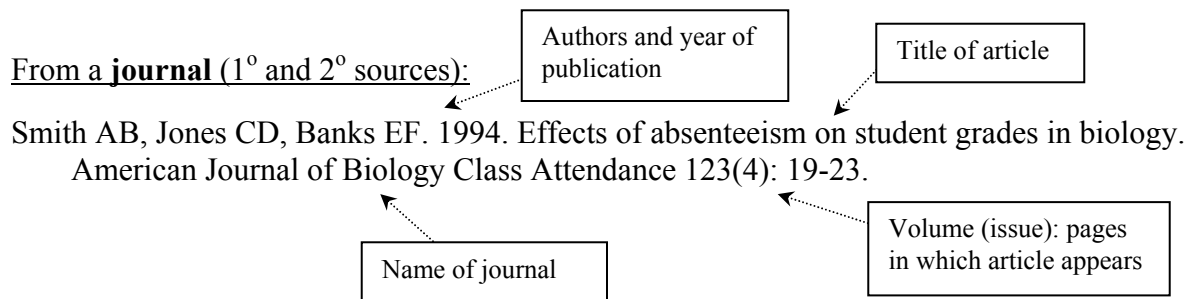 Authors and year of
publication
Title of article
From a journal (1° and 2° sources):
Smith AB, Jones CD, Banks EF. 1994. Effects of absenteeism on student grades in biology.
American Journal of Biology Class Attendance 123(4): 19-23.
Name of journal
Volume (issue): pages
in which article appears